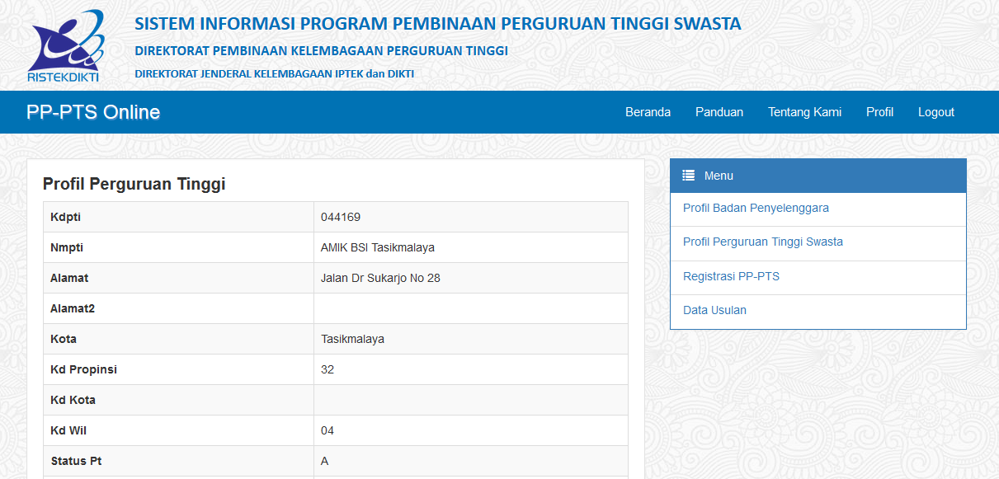 SISTEM INFORMASI PROGRAM PEMBINAAN PERGURUAN TINGGI SWASTA
DIREKTORAT PEMBINAAN KELEMBAGAAN PERGURUAN TINGGI
DIREKTORAT JENDERAL KELEMBAGAAN IPTEK dan DIKTI
RISTEKDIKTI
PP-PTS Online Beranda Panduan Tentang Kami Profil Logout
Profil Perguruan Tinggi
Kdpti 044169
Nmpti AMIK BSI Tasikmalaya
Alamat Jalan Dr Sukarjo No 28
Alamat2
Kota Tasikmalaya
Kd Propinsi 32
Kd Kota
Kd Wil 04
Status Pt A
Menu
Profil Badan Penyelenggara
Profil Perguruan Tinggi Swasta
Registrasi PP-PTS
Data Usulan